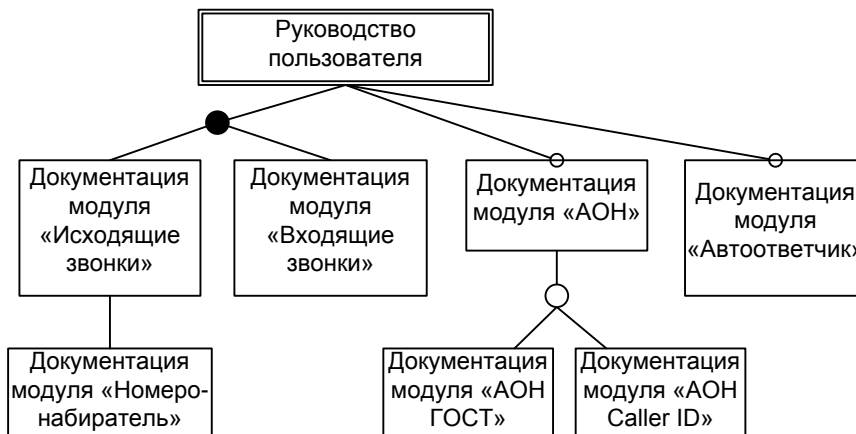 Руководство
пользователя
Документация
модуля
«Исходящие
звонки»
Документация
модуля
«Входящие
звонки»
Документация
модуля «АОН»
Документация
модуля
«Автоответчик»
Документация
модуля «Номеро-
набиратель»
Документация
модуля «АОН
ГОСТ»
Документация
модуля «АОН
Caller ID»